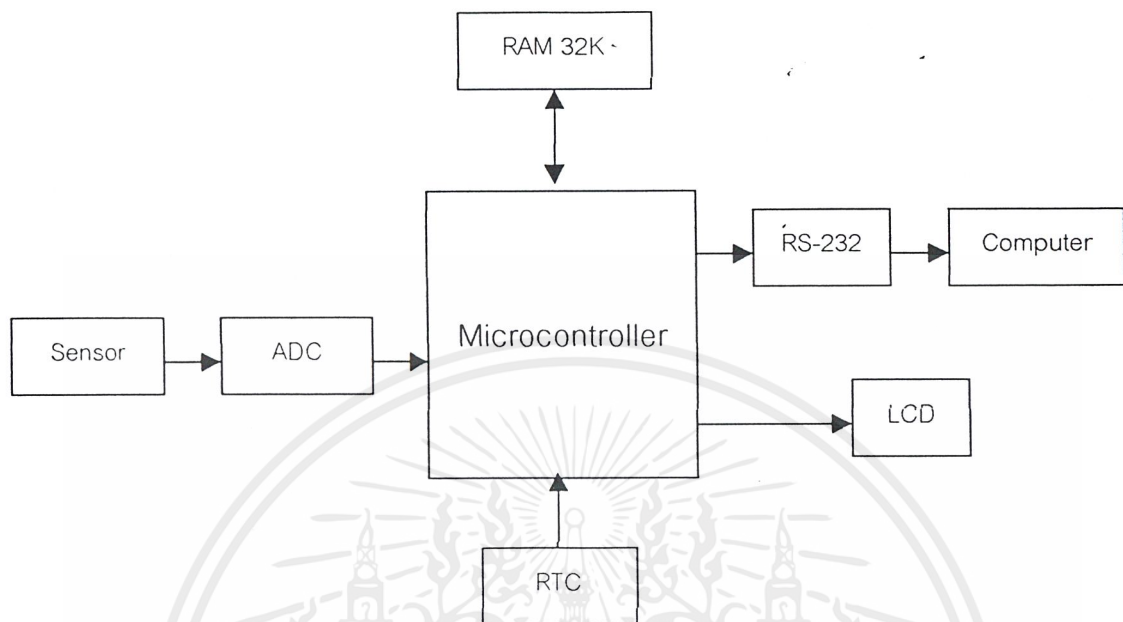 RAM 32K
RS-232
Computer
Microcontroller
Sensor
ADC
LCD
RTC